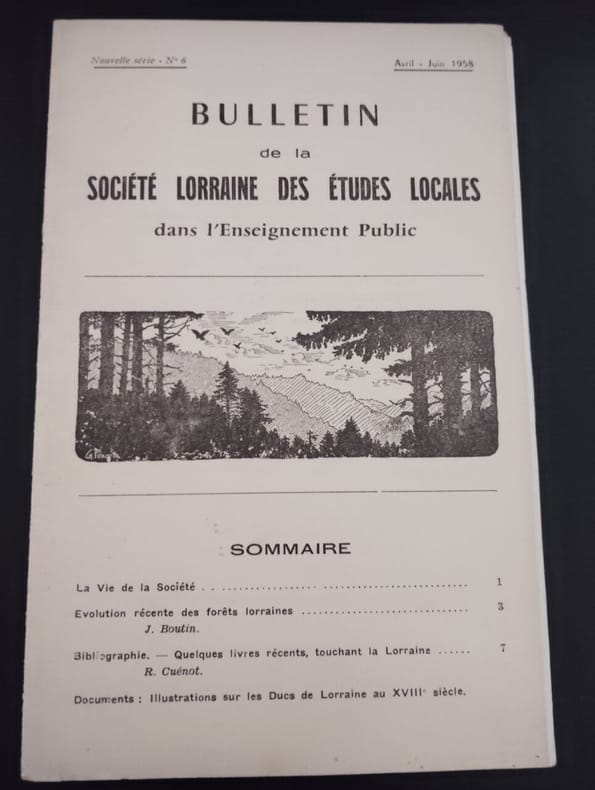 Nouvelle série - N° 6
Avril - Juin 1958
BULLETIN
de la
SOCIÉTÉ LORRAINE DES ÉTUDES LOCALES
dans l'Enseignement Public
SOMMAIRE
La Vie de la Société . . ............................................ 1
Evolution récente des forêts lorraines ............................ 3
J. Boutin.
Bibliographie. — Quelques livres récents, touchant la Lorraine ...... 7
R. Cuénot.
Documents : Illustrations sur les Ducs de Lorraine au XVIIIe siècle.